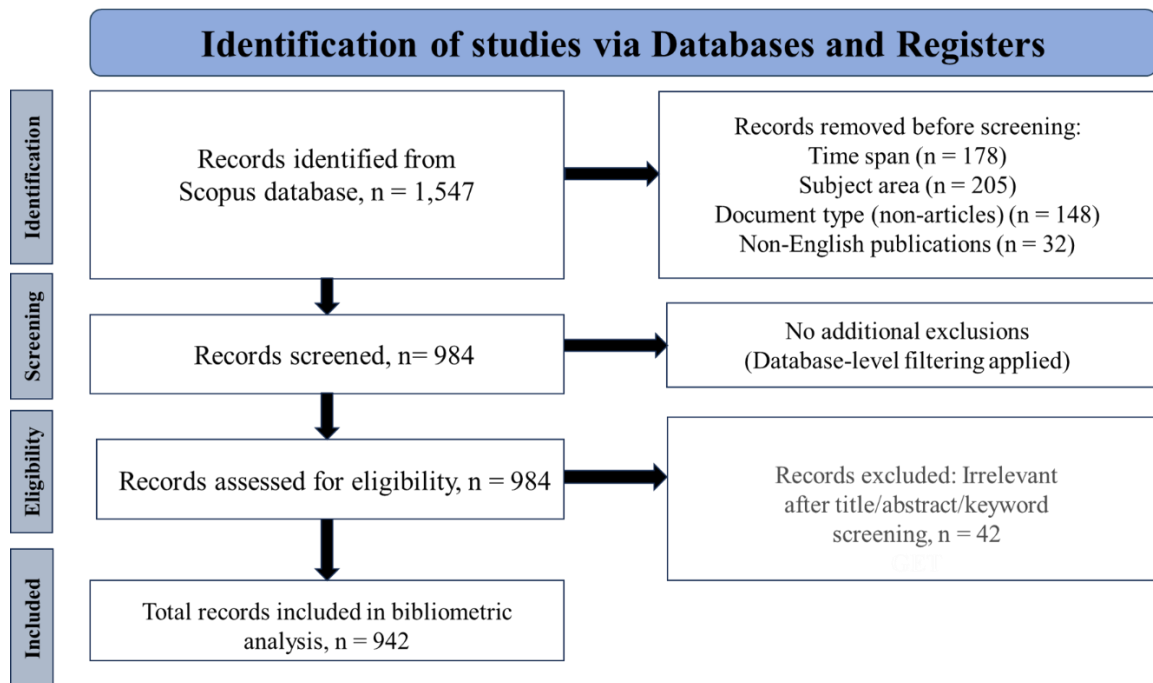 Identification of studies via Databases and Registers
Identification
Records identified from
Scopus database, n = 1,547
Records removed before screening:
Time span (n = 178)
Subject area (n = 205)
Document type (non-articles) (n = 148)
Non-English publications (n = 32)
Screening
Records screened, n= 984
No additional exclusions
(Database-level filtering applied)
Eligibility
Records assessed for eligibility, n = 984
Records excluded: Irrelevant
after title/abstract/keyword
screening, n = 42
Included
Total records included in bibliometric
analysis, n = 942